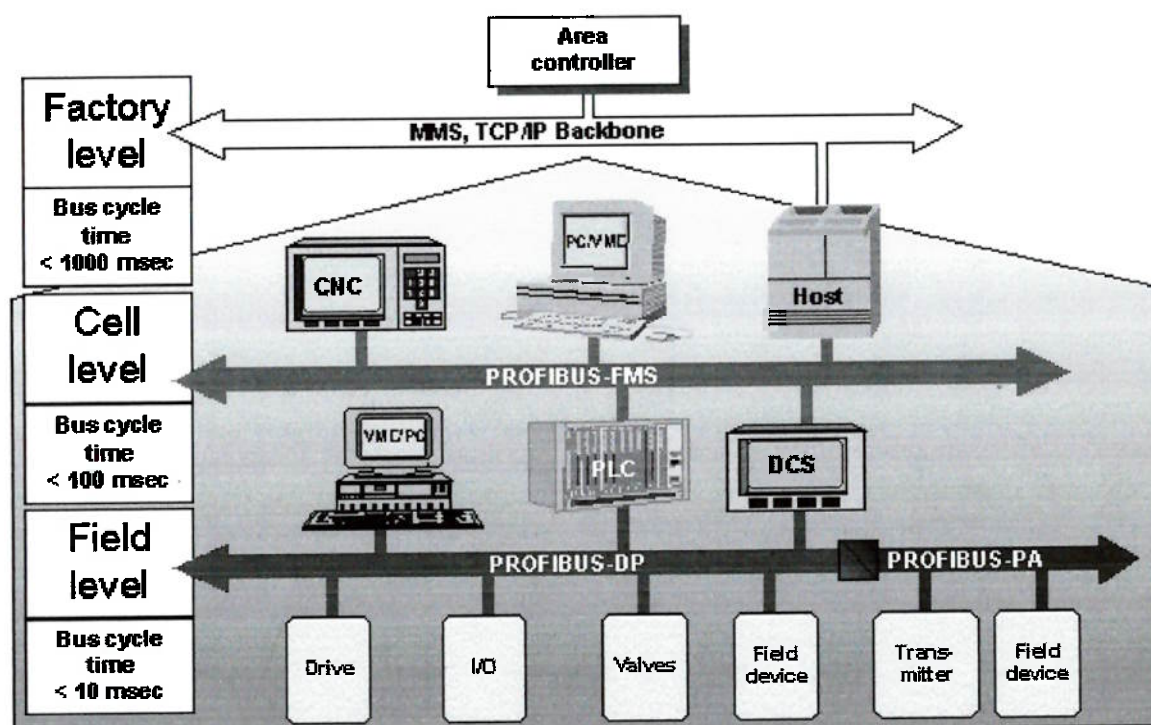 Area
controller
Factory
level
MMS, TCP/IP Backbone
Bus cycle
time
< 1000 msec
CNC
PC/VME
Host
Cell
level
PROFIBUS-FMS
Bus cycle
time
< 100 msec
VME/PC
PLC
DCS
Field
level
PROFIBUS-DP
PROFIBUS-PA
Bus cycle
time
< 10 msec
Drive
I/O
Valves
Field
device
Trans-
mitter
Field
device